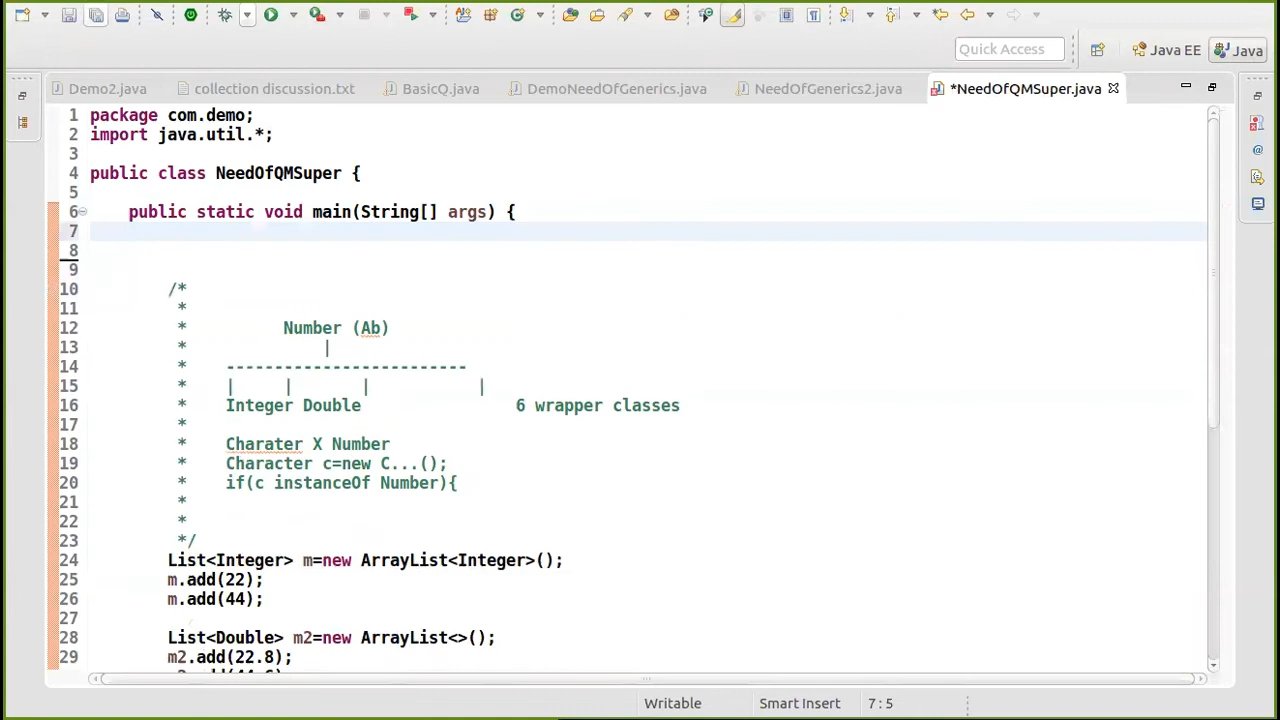 Quick Access
Java EE
Java
Demo2.java
collection discussion.txt
BasicQ.java
DemoNeedOfGenerics.java
NeedOfGenerics2.java
*NeedOfQMSuper.java
1 package com.demo;
2 import java.util.*;
3
4 public class NeedOfQMSuper {
5
6 public static void main(String[] args) {
7
8
9
10 /*
11 *
12 * Number (Ab)
13 * |
14 * -------------------------
15 * | | | |
16 * Integer Double 6 wrapper classes
17 *
18 * Charater X Number
19 * Character c=new C...();
20 * if(c instanceOf Number){
21 *
22 *
23 */
24 List<Integer> m=new ArrayList<Integer>();
25 m.add(22);
26 m.add(44);
27
28 List<Double> m2=new ArrayList<>();
29 m2.add(22.8);
Writable
Smart Insert
7 : 5